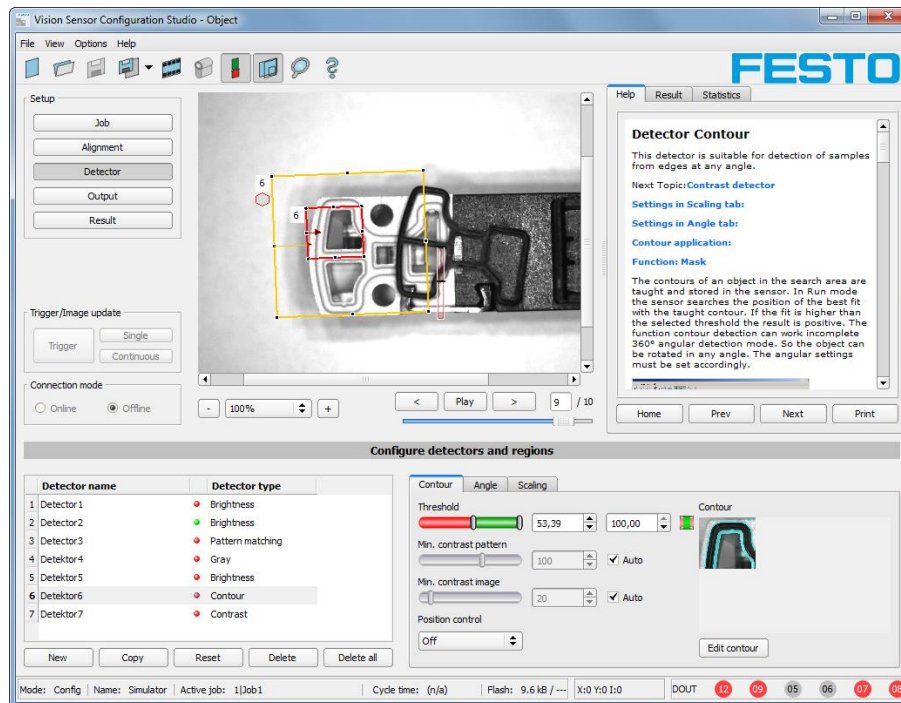 Vision Sensor Configuration Studio - Object
File View Options Help
FESTO
Setup
Job
Alignment
Detector
Output
Result
Trigger/Image update
Trigger
Single
Continuous
Connection mode
Online Offline
6
6
- 100% +
< Play > 9 / 10
Help Result Statistics
Detector Contour
This detector is suitable for detection of samples
from edges at any angle.
Next Topic:Contrast detector
Settings in Scaling tab:
Settings in Angle tab:
Contour application:
Function: Mask
The contours of an object in the search area are
taught and stored in the sensor. In Run mode
the sensor searches the position of the best fit
with the taught contour. If the fit is higher than
the selected threshold the result is positive. The
function contour detection can work incomplete
360° angular detection mode. So the object can
be rotated in any angle. The angular settings
must be set accordingly.
Home Prev Next Print
Configure detectors and regions
Detector name Detector type
1 Detector1 Brightness
2 Detector2 Brightness
3 Detector3 Pattern matching
4 Detektor4 Gray
5 Detektor5 Brightness
6 Detektor6 Contour
7 Detektor7 Contrast
New Copy Reset Delete Delete all
Contour Angle Scaling
Threshold
53,39 100,00
Min. contrast pattern
100 Auto
Min. contrast image
20 Auto
Position control
Off
Contour
Edit contour
Mode: Config Name: Simulator Active job: 1|Job1 Cycle time: (n/a) Flash: 9.6 kB / --- X:0 Y:0 I:0 DOUT 12 09 05 06 07 08